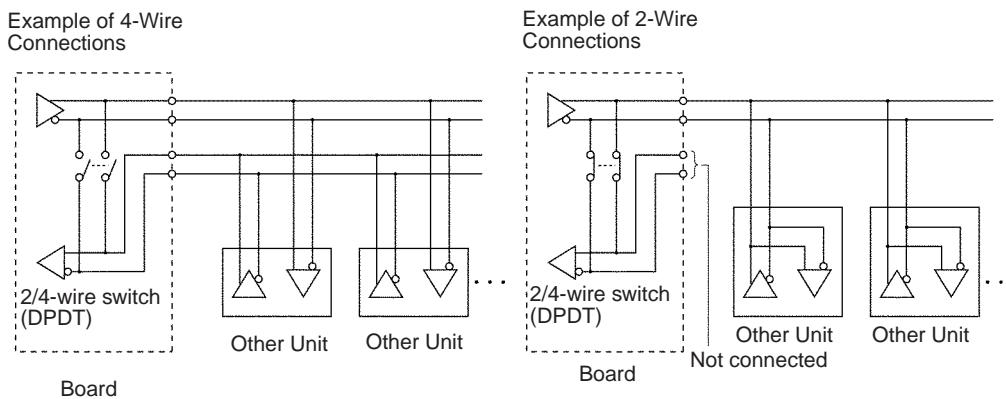 Example of 4-Wire
Connections
2/4-wire switch
(DPDT)
Other Unit
Other Unit
. . .
Board
Example of 2-Wire
Connections
2/4-wire switch
(DPDT)
Other Unit
Other Unit
. . .
Not connected
Board